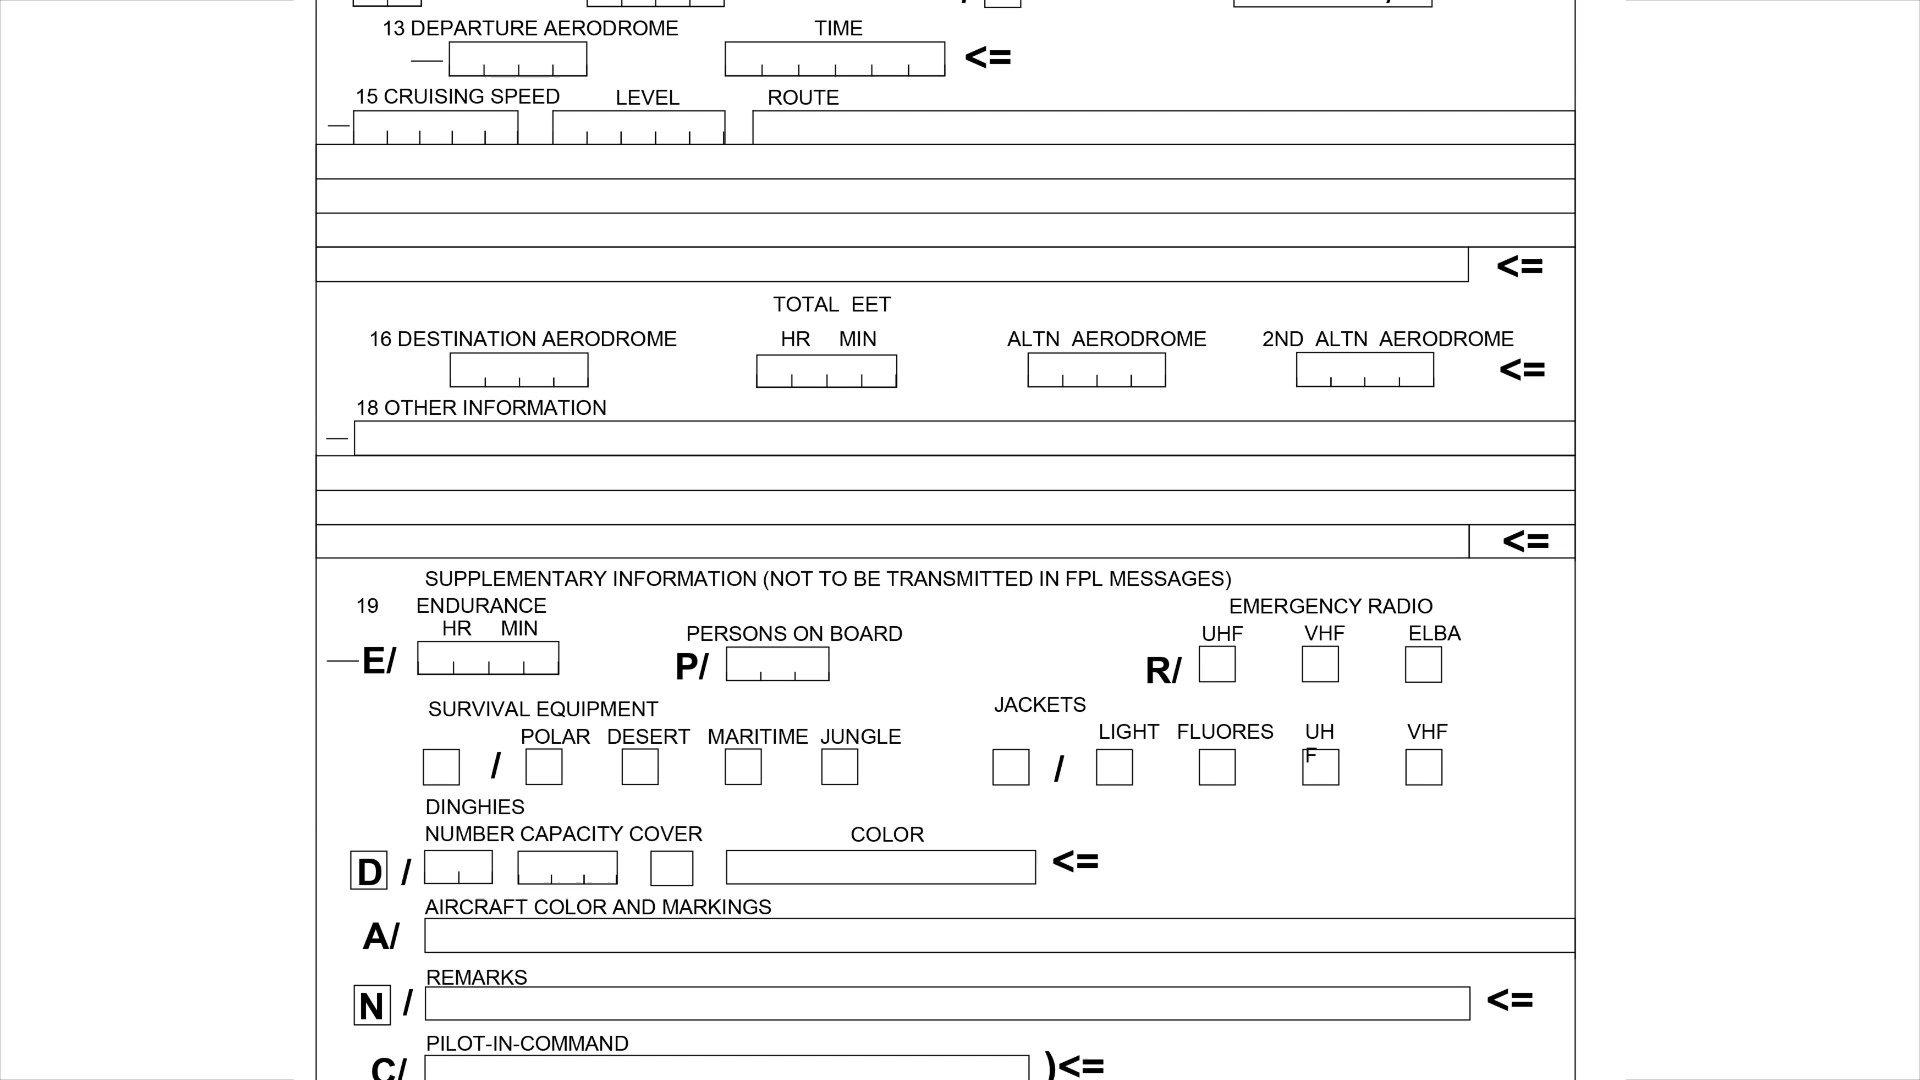 13 DEPARTURE AERODROME TIME
— <=
15 CRUISING SPEED LEVEL ROUTE
—
<=
TOTAL EET
16 DESTINATION AERODROME HR MIN ALTN AERODROME 2ND ALTN AERODROME
<=
18 OTHER INFORMATION
—
<=
SUPPLEMENTARY INFORMATION (NOT TO BE TRANSMITTED IN FPL MESSAGES)
19 ENDURANCE EMERGENCY RADIO
HR MIN PERSONS ON BOARD UHF VHF ELBA
—E/ P/ R/
SURVIVAL EQUIPMENT JACKETS
POLAR DESERT MARITIME JUNGLE LIGHT FLUORES UH VHF
F
/ /
DINGHIES
NUMBER CAPACITY COVER COLOR
D / <=
AIRCRAFT COLOR AND MARKINGS
A/
REMARKS
N / <=
PILOT-IN-COMMAND
C/ )<=